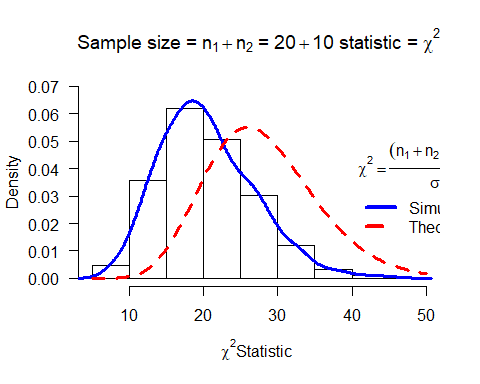 Sample size = n₁ + n₂ = 20 + 10 statistic = χ²
Density
0.07
0.06
0.05
0.04
0.03
0.02
0.01
0.00
χ² = (n₁ + n₂
σ
Simu
Theo
10 20 30 40 50
χ²Statistic